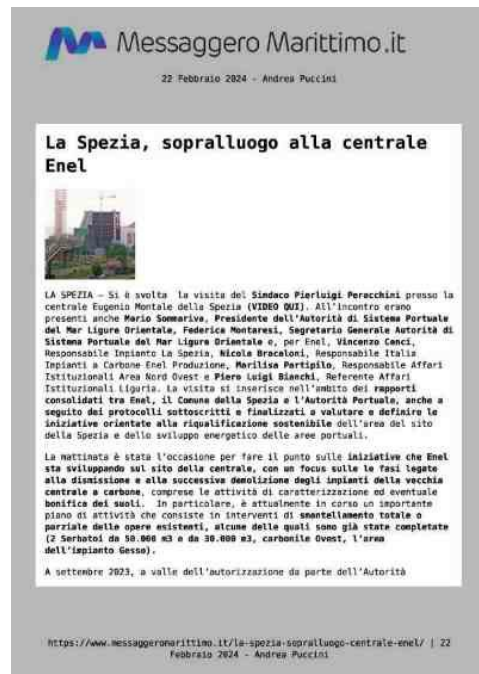 Messaggero Marittimo.it
22 Febbraio 2024 - Andrea Puccini
La Spezia, sopralluogo alla centrale
Enel
LA SPEZIA – Si è svolta la visita del Sindaco Pierluigi Peracchini presso la
centrale Eugenio Montale della Spezia (VIDEO QUI). All'incontro erano
presenti anche Mario Sommariva, Presidente dell'Autorità di Sistema Portuale
del Mar Ligure Orientale, Federica Montaresi, Segretario Generale Autorità di
Sistema Portuale del Mar Ligure Orientale e, per Enel, Vincenzo Cenci,
Responsabile Impianto La Spezia, Nicola Bracaloni, Responsabile Italia
Impianti a Carbone Enel Produzione, Marilisa Partipilo, Responsabile Affari
Istituzionali Area Nord Ovest e Piero Luigi Bianchi, Referente Affari
Istituzionali Liguria. La visita si inserisce nell'ambito dei rapporti
consolidati tra Enel, il Comune della Spezia e l'Autorità Portuale, anche a
seguito dei protocolli sottoscritti e finalizzati a valutare e definire le
iniziative orientate alla riqualificazione sostenibile dell'area del sito
della Spezia e dello sviluppo energetico delle aree portuali.
La mattinata è stata l'occasione per fare il punto sulle iniziative che Enel
sta sviluppando sul sito della centrale, con un focus sulle le fasi legate
alla dismissione e alla successiva demolizione degli impianti della vecchia
centrale a carbone, comprese le attività di caratterizzazione ed eventuale
bonifica dei suoli. In particolare, è attualmente in corso un importante
piano di attività che consiste in interventi di smantellamento totale o
parziale delle opere esistenti, alcune delle quali sono già state completate
(2 Serbatoi da 50.000 m3 e da 30.000 m3, carbonile Ovest, l'area
dell'impianto Gesso).
A settembre 2023, a valle dell'autorizzazione da parte dell'Autorità
https://www.messaggeromarittimo.it/la-spezia-sopralluogo-centrale-enel/ | 22
Febbraio 2024 - Andrea Puccini